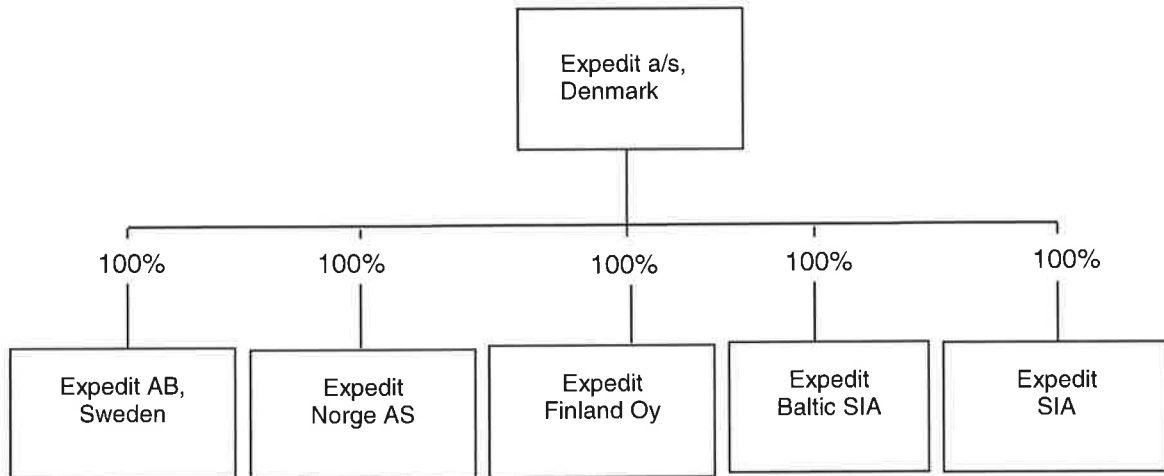 Expedit a/s,
Denmark
100%
100%
100%
100%
100%
Expedit AB,
Sweden
Expedit
Norge AS
Expedit
Finland Oy
Expedit
Baltic SIA
Expedit
SIA